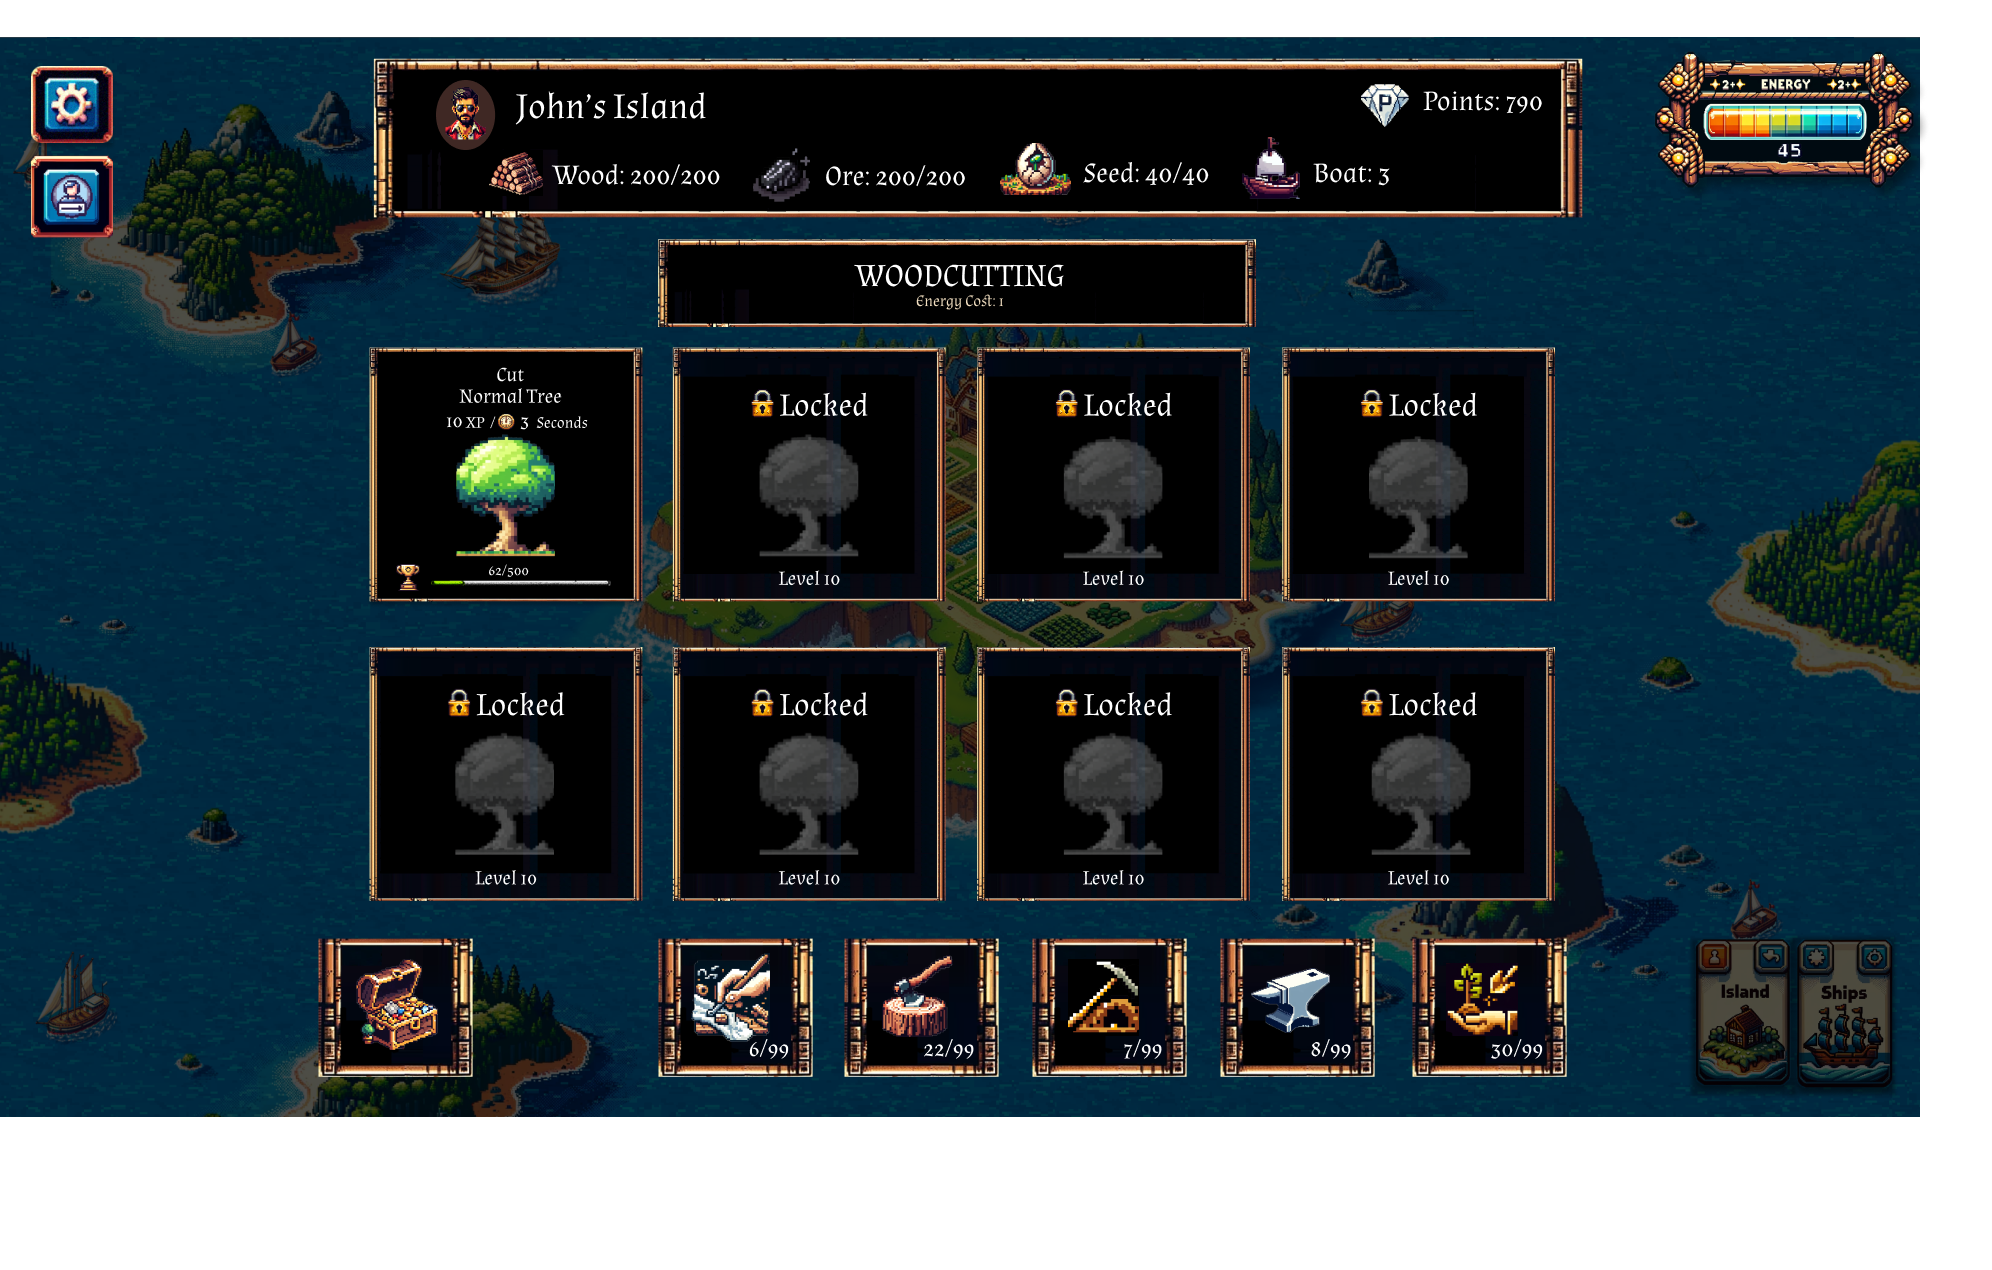 John's Island
Points: 790
✦2+✦ ENERGY ✦2+✦
45
Wood: 200/200
Ore: 200/200
Seed: 40/40
Boat: 3
WOODCUTTING
Energy Cost: 1
Cut
Normal Tree
10 XP / 3 Seconds
62/500
Locked
Level 10
Locked
Level 10
Locked
Level 10
Locked
Level 10
Locked
Level 10
Locked
Level 10
Locked
Level 10
6/99
22/99
7/99
8/99
30/99
Island
Ships